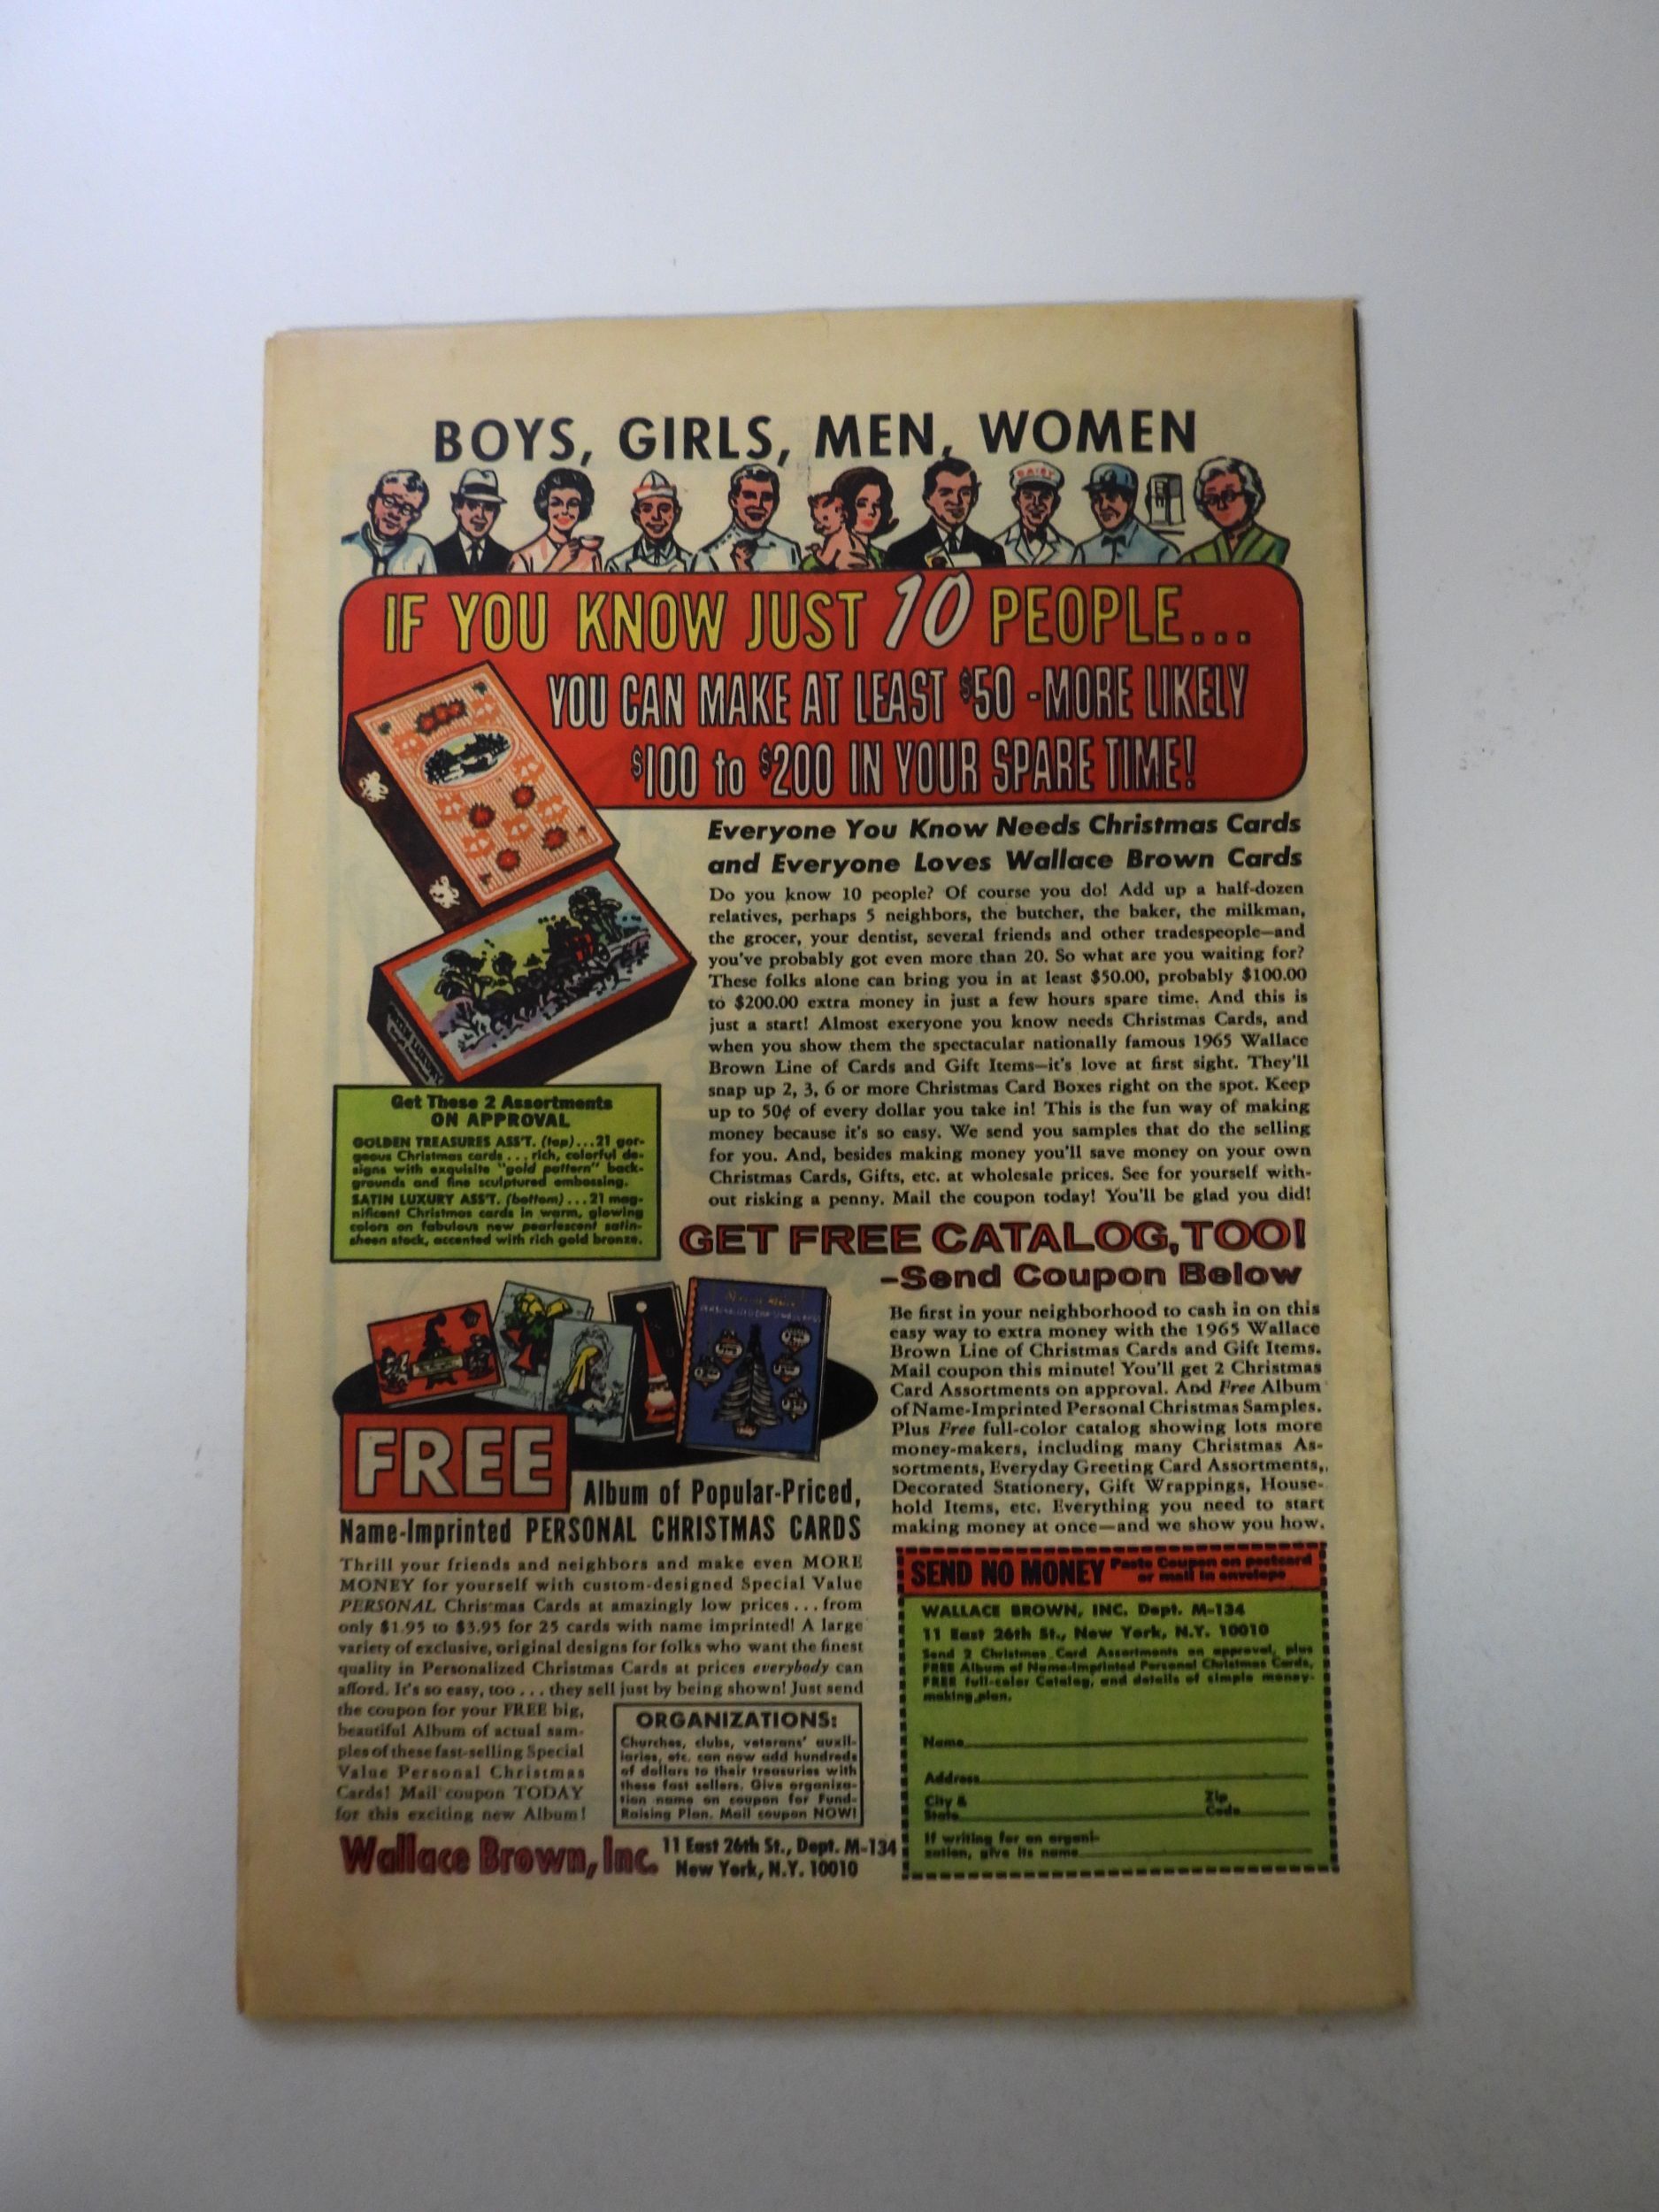 BOYS, GIRLS, MEN, WOMEN
DAIRY
IF YOU KNOW JUST 10 PEOPLE...
YOU CAN MAKE AT LEAST $50 - MORE LIKELY
$100 to $200 IN YOUR SPARE TIME!
Everyone You Know Needs Christmas Cards
and Everyone Loves Wallace Brown Cards
Do you know 10 people? Of course you do! Add up a half-dozen
relatives, perhaps 5 neighbors, the butcher, the baker, the milkman,
the grocer, your dentist, several friends and other tradespeople—and
you've probably got even more than 20. So what are you waiting for?
These folks alone can bring you in at least $50.00, probably $100.00
to $200.00 extra money in just a few hours spare time. And this is
just a start! Almost exeryone you know needs Christmas Cards, and
when you show them the spectacular nationally famous 1965 Wallace
Brown Line of Cards and Gift Items—it's love at first sight. They'll
snap up 2, 3, 6 or more Christmas Card Boxes right on the spot. Keep
up to 50¢ of every dollar you take in! This is the fun way of making
money because it's so easy. We send you samples that do the selling
for you. And, besides making money you'll save money on your own
Christmas Cards, Gifts, etc. at wholesale prices. See for yourself with-
out risking a penny. Mail the coupon today! You'll be glad you did!
SATIN LUXURY
Get These 2 Assortments
ON APPROVAL
GOLDEN TREASURES ASS'T. (top)...21 gor-
geous Christmas cards...rich, colorful de-
signs with exquisite "gold pattern" back-
grounds and fine sculptured embossing.
SATIN LUXURY ASS'T. (bottom)...21 mag-
nificent Christmas cards in warm, glowing
colors on fabulous new pearlescent satin-
sheen stock, accented with rich gold bronze.
GET FREE CATALOG, TOO!
–Send Coupon Below
Be first in your neighborhood to cash in on this
easy way to extra money with the 1965 Wallace
Brown Line of Christmas Cards and Gift Items.
Mail coupon this minute! You'll get 2 Christmas
Card Assortments on approval. And Free Album
of Name-Imprinted Personal Christmas Samples.
Plus Free full-color catalog showing lots more
money-makers, including many Christmas As-
sortments, Everyday Greeting Card Assortments,
Decorated Stationery, Gift Wrappings, House-
hold Items, etc. Everything you need to start
making money at once—and we show you how.
FREE
Album of Popular-Priced,
Name-Imprinted PERSONAL CHRISTMAS CARDS
Thrill your friends and neighbors and make even MORE
MONEY for yourself with custom-designed Special Value
PERSONAL Christmas Cards at amazingly low prices...from
only $1.95 to $3.95 for 25 cards with name imprinted! A large
variety of exclusive, original designs for folks who want the finest
quality in Personalized Christmas Cards at prices everybody can
afford. It's so easy, too...they sell just by being shown! Just send
the coupon for your FREE big,
beautiful Album of actual sam-
ples of these fast-selling Special
Value Personal Christmas
Cards! Mail coupon TODAY
for this exciting new Album!
ORGANIZATIONS:
Churches, clubs, veterans' auxil-
iaries, etc. can now add hundreds
of dollars to their treasuries with
these fast sellers. Give organiza-
tion name on coupon for Fund-
Raising Plan. Mail coupon NOW!
Wallace Brown, Inc. 11 East 26th St., Dept. M-134
New York, N.Y. 10010
SEND NO MONEY Paste Coupon on postcard
or mail in envelope
WALLACE BROWN, INC. Dept. M-134
11 East 26th St., New York, N.Y. 10010
Send 2 Christmas Card Assortments on approval, plus
FREE Album of Name-Imprinted Personal Christmas Cards,
FREE full-color Catalog, and details of simple money-
making plan.
Name
Address
City &
State
Zip
Code
If writing for an organi-
zation, give its name